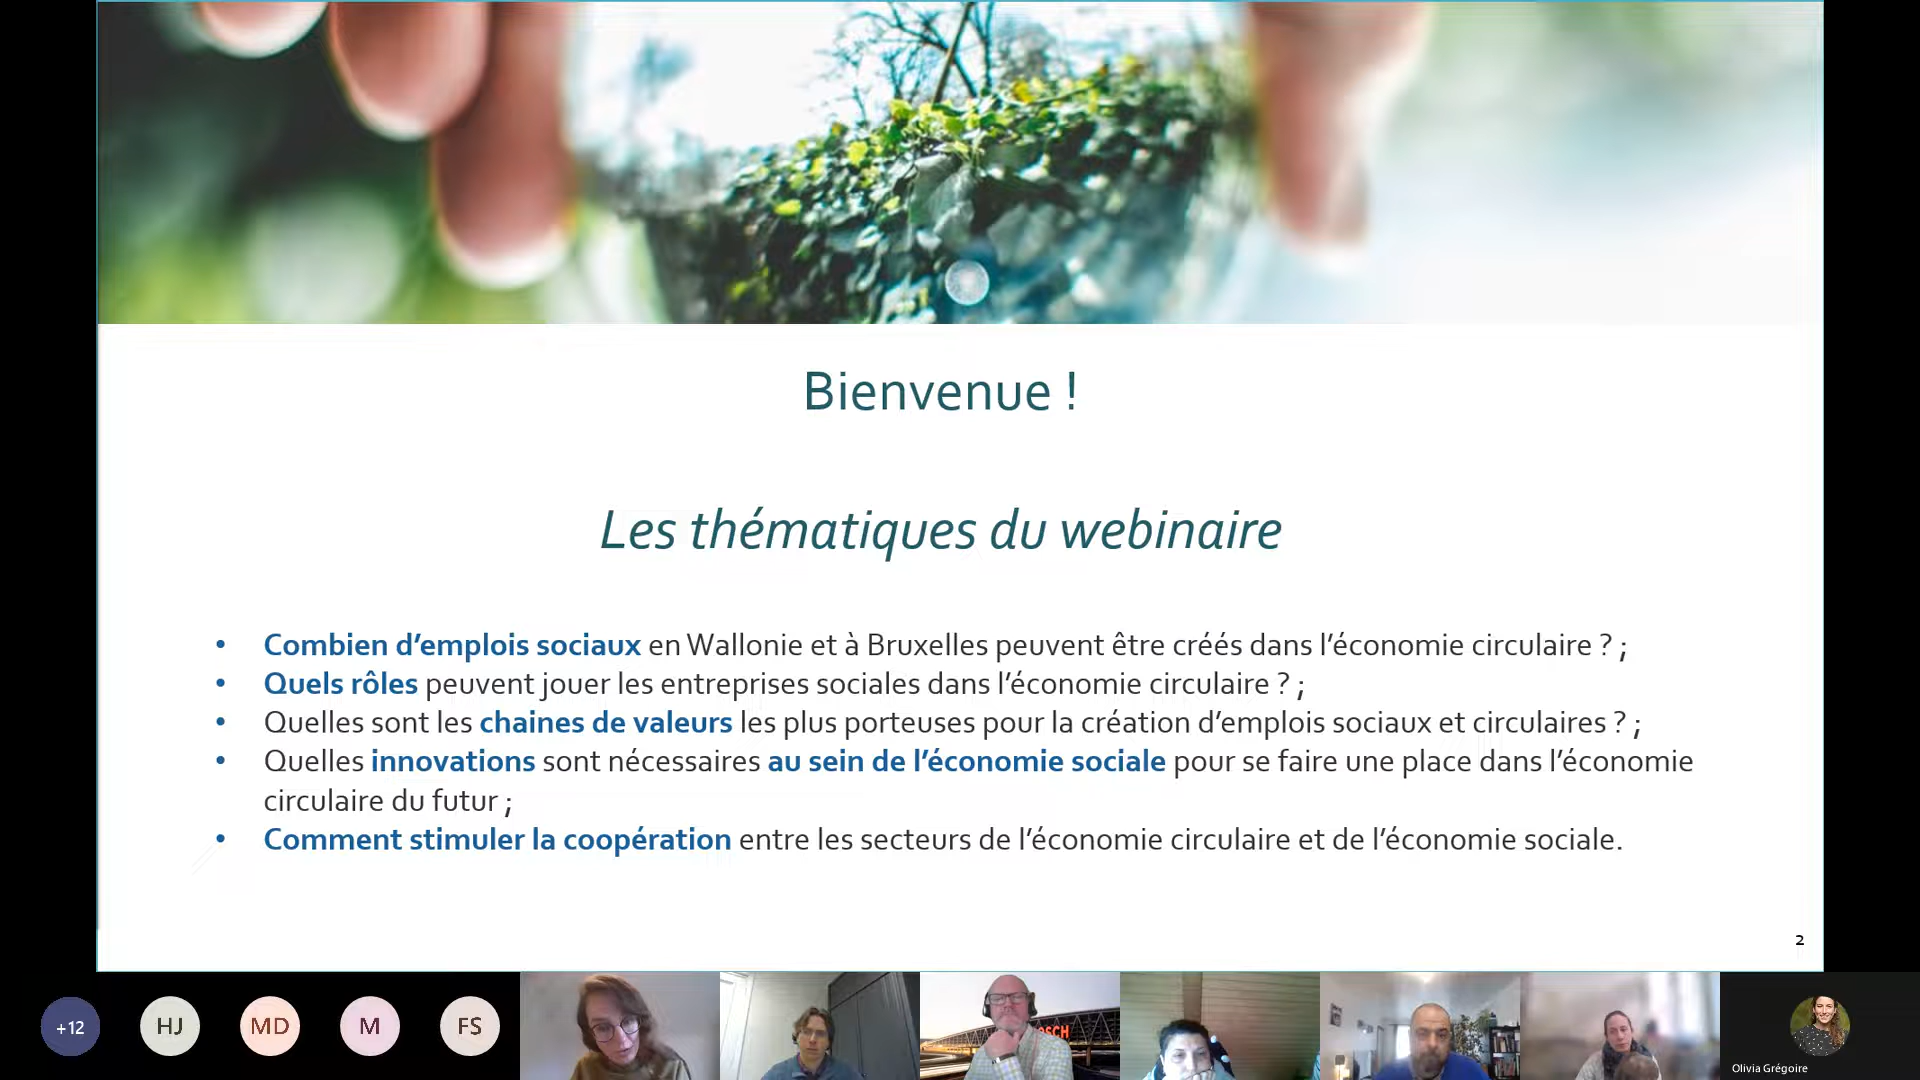 Bienvenue !
Les thématiques du webinaire
• Combien d’emplois sociaux en Wallonie et à Bruxelles peuvent être créés dans l’économie circulaire ? ;
• Quels rôles peuvent jouer les entreprises sociales dans l’économie circulaire ? ;
• Quelles sont les chaines de valeurs les plus porteuses pour la création d’emplois sociaux et circulaires ? ;
• Quelles innovations sont nécessaires au sein de l’économie sociale pour se faire une place dans l’économie
circulaire du futur ;
• Comment stimuler la coopération entre les secteurs de l’économie circulaire et de l’économie sociale.
2
+12
HJ
MD
M
FS
Olivia Grégoire